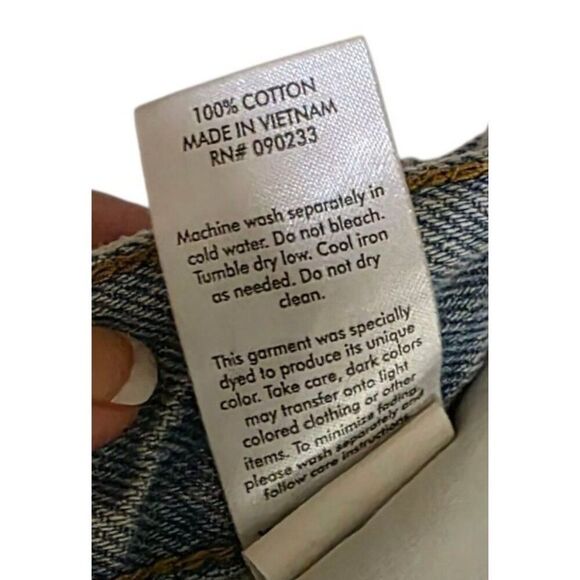 100% COTTON
MADE IN VIETNAM
RN# 090233
Machine wash separately in
cold water. Do not bleach.
Tumble dry low. Cool iron
as needed. Do not dry
clean.
This garment was specially
dyed to produce its unique
color. Take care, dark colors
may transfer onto light
colored clothing or other
items. To minimize fading
please wash separately and
follow care instructions.